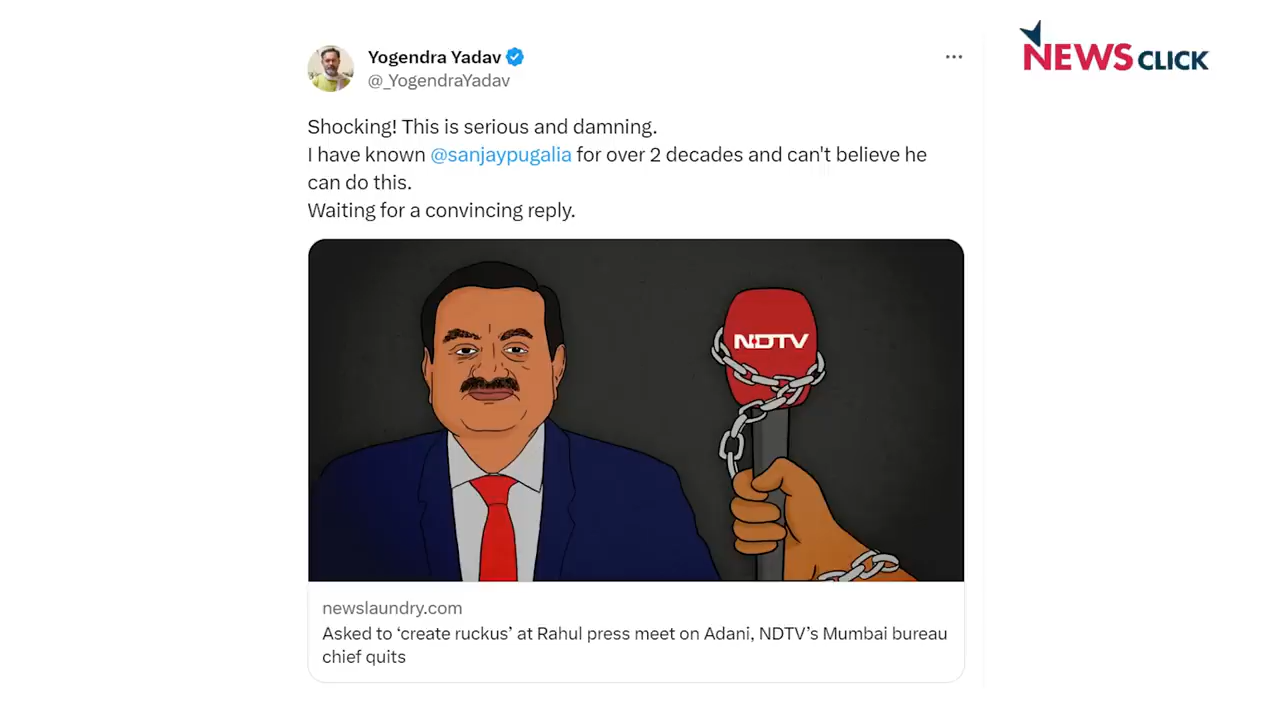 NEWS CLICK
Yogendra Yadav
@_YogendraYadav
Shocking! This is serious and damning.
I have known @sanjaypugalia for over 2 decades and can't believe he
can do this.
Waiting for a convincing reply.
NDTV
newslaundry.com
Asked to ‘create ruckus’ at Rahul press meet on Adani, NDTV’s Mumbai bureau
chief quits